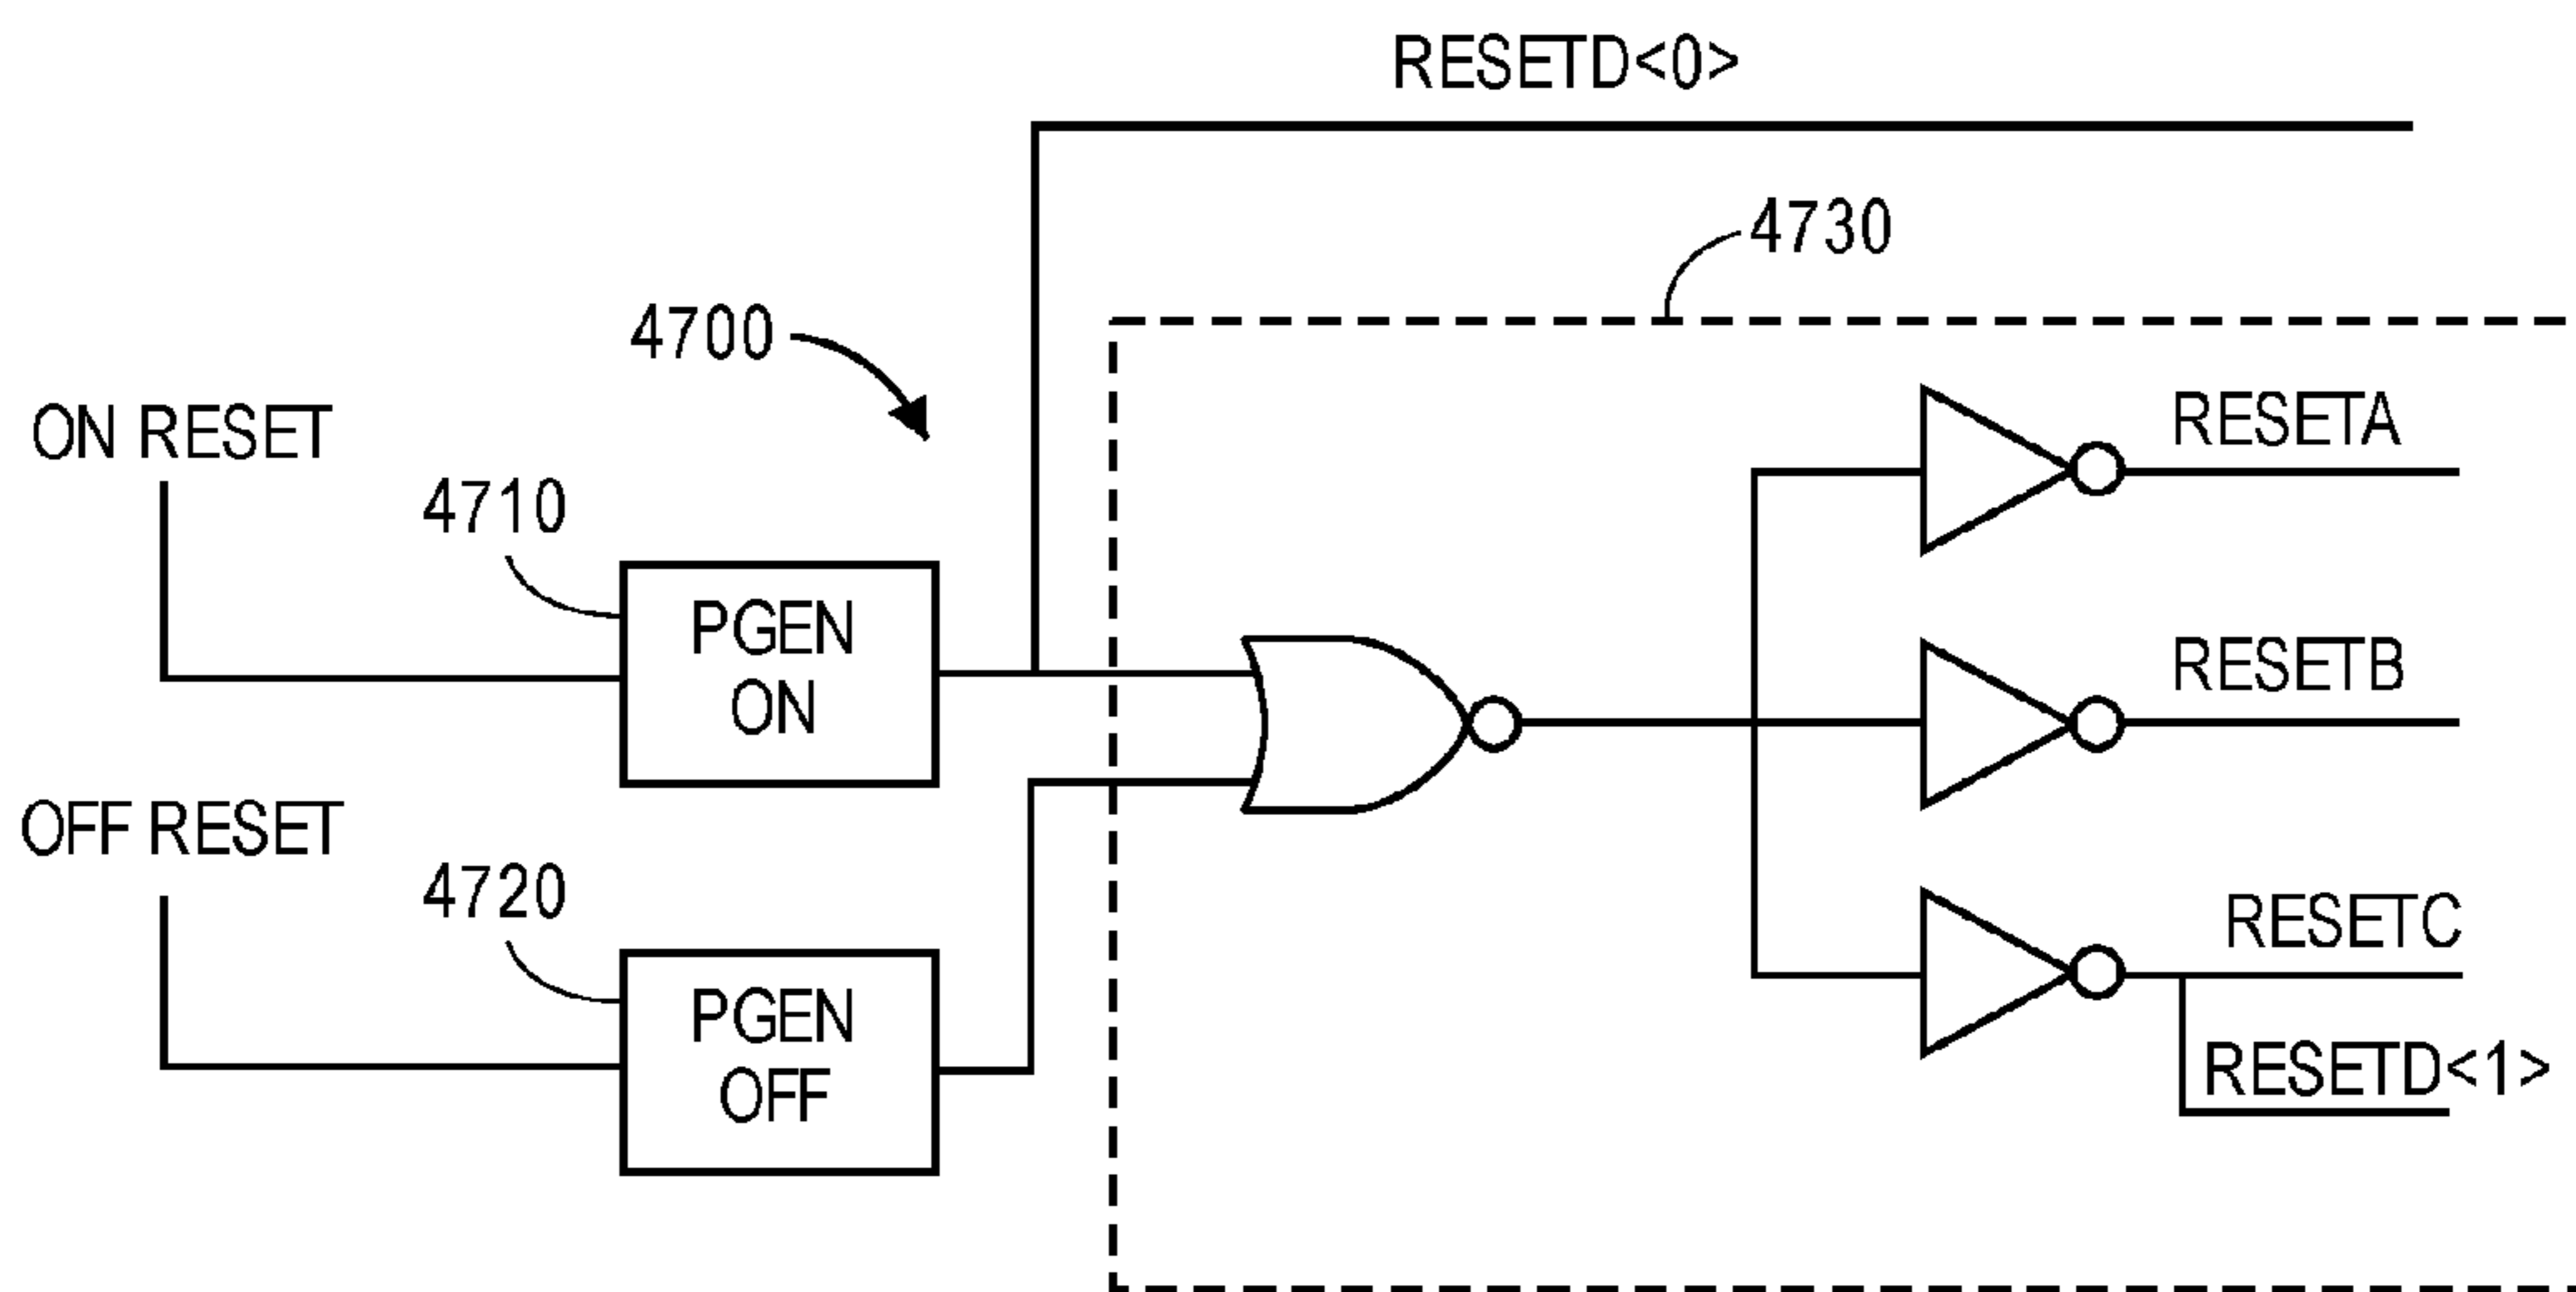 RESETD<0>
4730
4700
ON RESET
4710
PGEN
ON
RESETA
RESETB
OFF RESET
4720
PGEN
OFF
RESETC
RESETD<1>